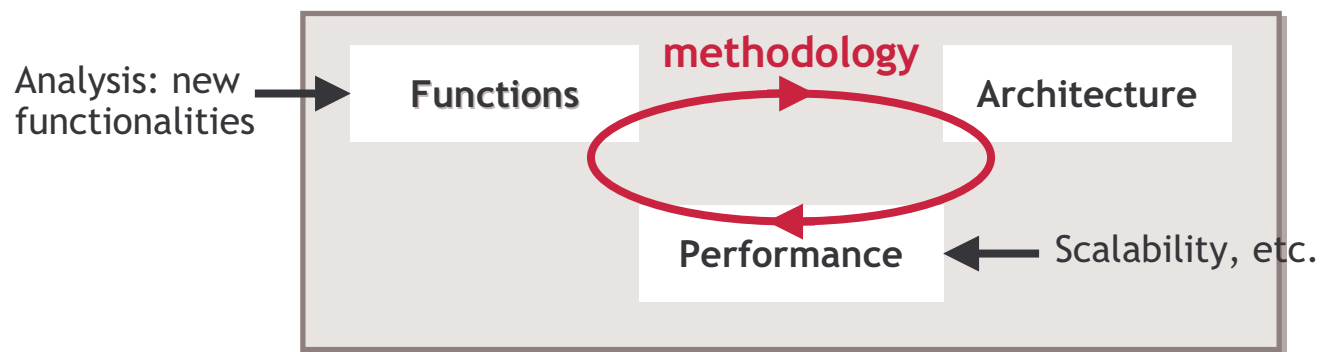 methodology
Analysis: new
functionalities
Functions
Architecture
Performance
Scalability, etc.